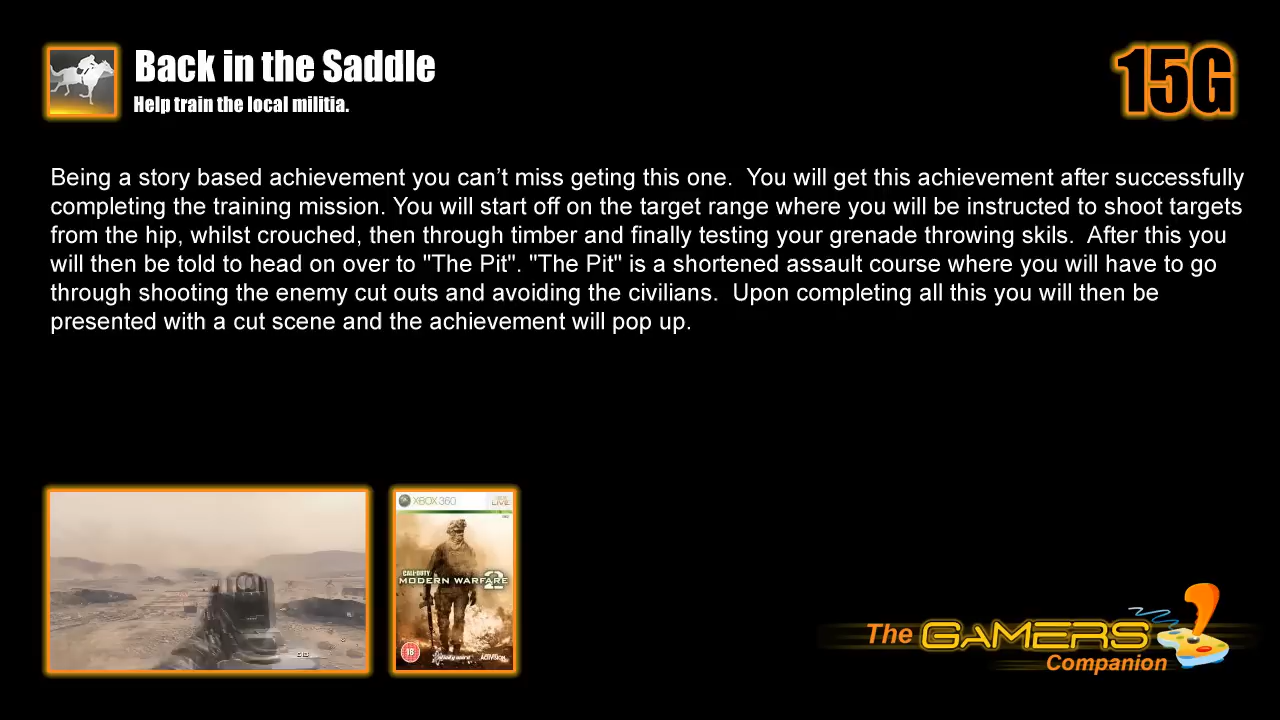 Back in the Saddle
Help train the local militia.
15G
Being a story based achievement you can’t miss geting this one.  You will get this achievement after successfully
completing the training mission. You will start off on the target range where you will be instructed to shoot targets
from the hip, whilst crouched, then through timber and finally testing your grenade throwing skils.  After this you
will then be told to head on over to "The Pit". "The Pit" is a shortened assault course where you will have to go
through shooting the enemy cut outs and avoiding the civilians.  Upon completing all this you will then be
presented with a cut scene and the achievement will pop up.
XBOX 360
LIVE
CALL OF DUTY
MODERN WARFARE 2
18
Infinity Ward
ACTIVISION
The GAMERS
Companion